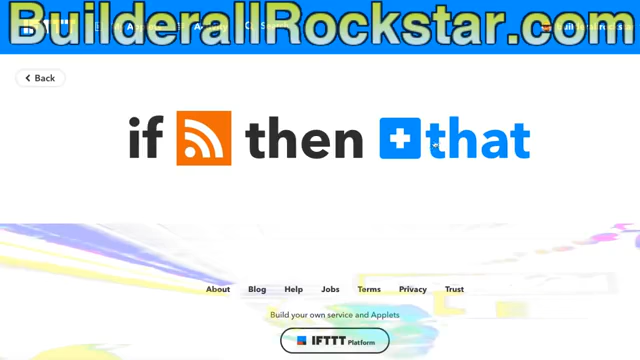 BuilderallRockstar.com
Back
if then that
About Blog Help Jobs Terms Privacy Trust
Build your own service and Applets
IFTTT Platform